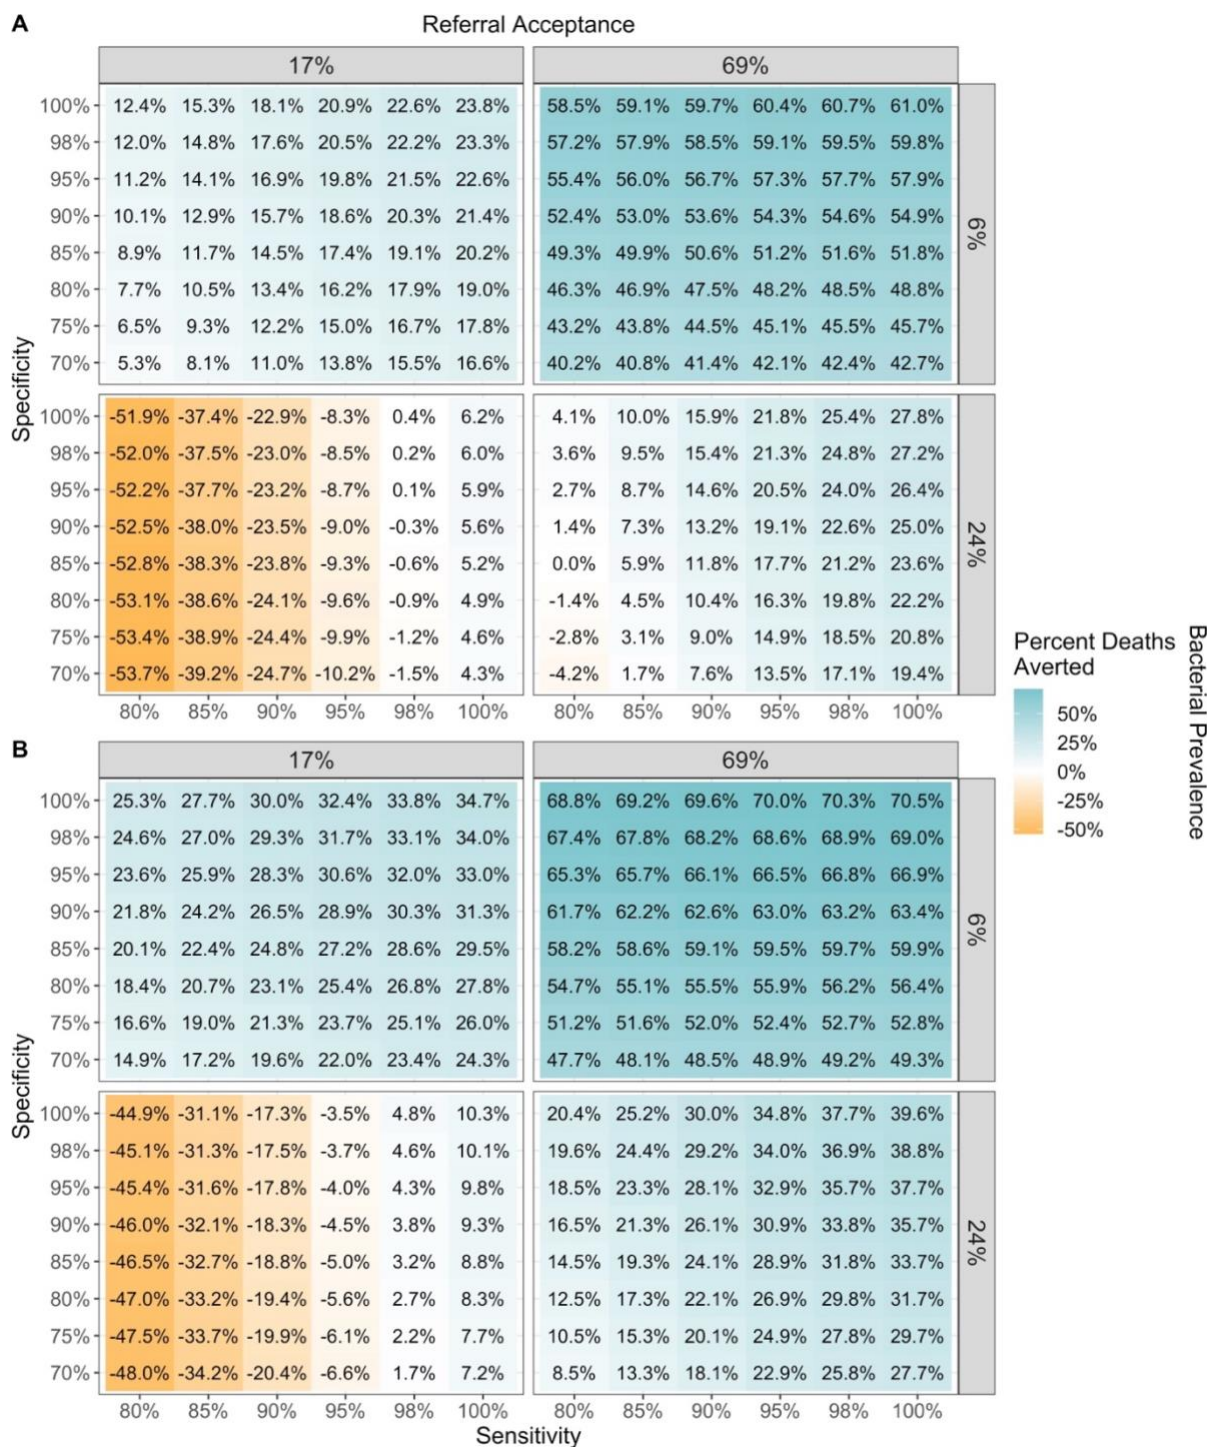 A
Referral Acceptance
17% 69%
100% 12.4% 15.3% 18.1% 20.9% 22.6% 23.8% 58.5% 59.1% 59.7% 60.4% 60.7% 61.0%
98% 12.0% 14.8% 17.6% 20.5% 22.2% 23.3% 57.2% 57.9% 58.5% 59.1% 59.5% 59.8%
95% 11.2% 14.1% 16.9% 19.8% 21.5% 22.6% 55.4% 56.0% 56.7% 57.3% 57.7% 57.9%
90% 10.1% 12.9% 15.7% 18.6% 20.3% 21.4% 52.4% 53.0% 53.6% 54.3% 54.6% 54.9%
85% 8.9% 11.7% 14.5% 17.4% 19.1% 20.2% 49.3% 49.9% 50.6% 51.2% 51.6% 51.8%
80% 7.7% 10.5% 13.4% 16.2% 17.9% 19.0% 46.3% 46.9% 47.5% 48.2% 48.5% 48.8%
75% 6.5% 9.3% 12.2% 15.0% 16.7% 17.8% 43.2% 43.8% 44.5% 45.1% 45.5% 45.7%
70% 5.3% 8.1% 11.0% 13.8% 15.5% 16.6% 40.2% 40.8% 41.4% 42.1% 42.4% 42.7%
6%
Specificity
100% -51.9% -37.4% -22.9% -8.3% 0.4% 6.2% 4.1% 10.0% 15.9% 21.8% 25.4% 27.8%
98% -52.0% -37.5% -23.0% -8.5% 0.2% 6.0% 3.6% 9.5% 15.4% 21.3% 24.8% 27.2%
95% -52.2% -37.7% -23.2% -8.7% 0.1% 5.9% 2.7% 8.7% 14.6% 20.5% 24.0% 26.4%
90% -52.5% -38.0% -23.5% -9.0% -0.3% 5.6% 1.4% 7.3% 13.2% 19.1% 22.6% 25.0%
85% -52.8% -38.3% -23.8% -9.3% -0.6% 5.2% 0.0% 5.9% 11.8% 17.7% 21.2% 23.6%
80% -53.1% -38.6% -24.1% -9.6% -0.9% 4.9% -1.4% 4.5% 10.4% 16.3% 19.8% 22.2%
75% -53.4% -38.9% -24.4% -9.9% -1.2% 4.6% -2.8% 3.1% 9.0% 14.9% 18.5% 20.8%
70% -53.7% -39.2% -24.7% -10.2% -1.5% 4.3% -4.2% 1.7% 7.6% 13.5% 17.1% 19.4%
24%
80% 85% 90% 95% 98% 100% 80% 85% 90% 95% 98% 100%
B
17% 69%
100% 25.3% 27.7% 30.0% 32.4% 33.8% 34.7% 68.8% 69.2% 69.6% 70.0% 70.3% 70.5%
98% 24.6% 27.0% 29.3% 31.7% 33.1% 34.0% 67.4% 67.8% 68.2% 68.6% 68.9% 69.0%
95% 23.6% 25.9% 28.3% 30.6% 32.0% 33.0% 65.3% 65.7% 66.1% 66.5% 66.8% 66.9%
90% 21.8% 24.2% 26.5% 28.9% 30.3% 31.3% 61.7% 62.2% 62.6% 63.0% 63.2% 63.4%
85% 20.1% 22.4% 24.8% 27.2% 28.6% 29.5% 58.2% 58.6% 59.1% 59.5% 59.7% 59.9%
80% 18.4% 20.7% 23.1% 25.4% 26.8% 27.8% 54.7% 55.1% 55.5% 55.9% 56.2% 56.4%
75% 16.6% 19.0% 21.3% 23.7% 25.1% 26.0% 51.2% 51.6% 52.0% 52.4% 52.7% 52.8%
70% 14.9% 17.2% 19.6% 22.0% 23.4% 24.3% 47.7% 48.1% 48.5% 48.9% 49.2% 49.3%
6%
Specificity
100% -44.9% -31.1% -17.3% -3.5% 4.8% 10.3% 20.4% 25.2% 30.0% 34.8% 37.7% 39.6%
98% -45.1% -31.3% -17.5% -3.7% 4.6% 10.1% 19.6% 24.4% 29.2% 34.0% 36.9% 38.8%
95% -45.4% -31.6% -17.8% -4.0% 4.3% 9.8% 18.5% 23.3% 28.1% 32.9% 35.7% 37.7%
90% -46.0% -32.1% -18.3% -4.5% 3.8% 9.3% 16.5% 21.3% 26.1% 30.9% 33.8% 35.7%
85% -46.5% -32.7% -18.8% -5.0% 3.2% 8.8% 14.5% 19.3% 24.1% 28.9% 31.8% 33.7%
80% -47.0% -33.2% -19.4% -5.6% 2.7% 8.3% 12.5% 17.3% 22.1% 26.9% 29.8% 31.7%
75% -47.5% -33.7% -19.9% -6.1% 2.2% 7.7% 10.5% 15.3% 20.1% 24.9% 27.8% 29.7%
70% -48.0% -34.2% -20.4% -6.6% 1.7% 7.2% 8.5% 13.3% 18.1% 22.9% 25.8% 27.7%
24%
80% 85% 90% 95% 98% 100% 80% 85% 90% 95% 98% 100%
Sensitivity
Percent Deaths
Averted
50%
25%
0%
-25%
-50%
Bacterial Prevalence